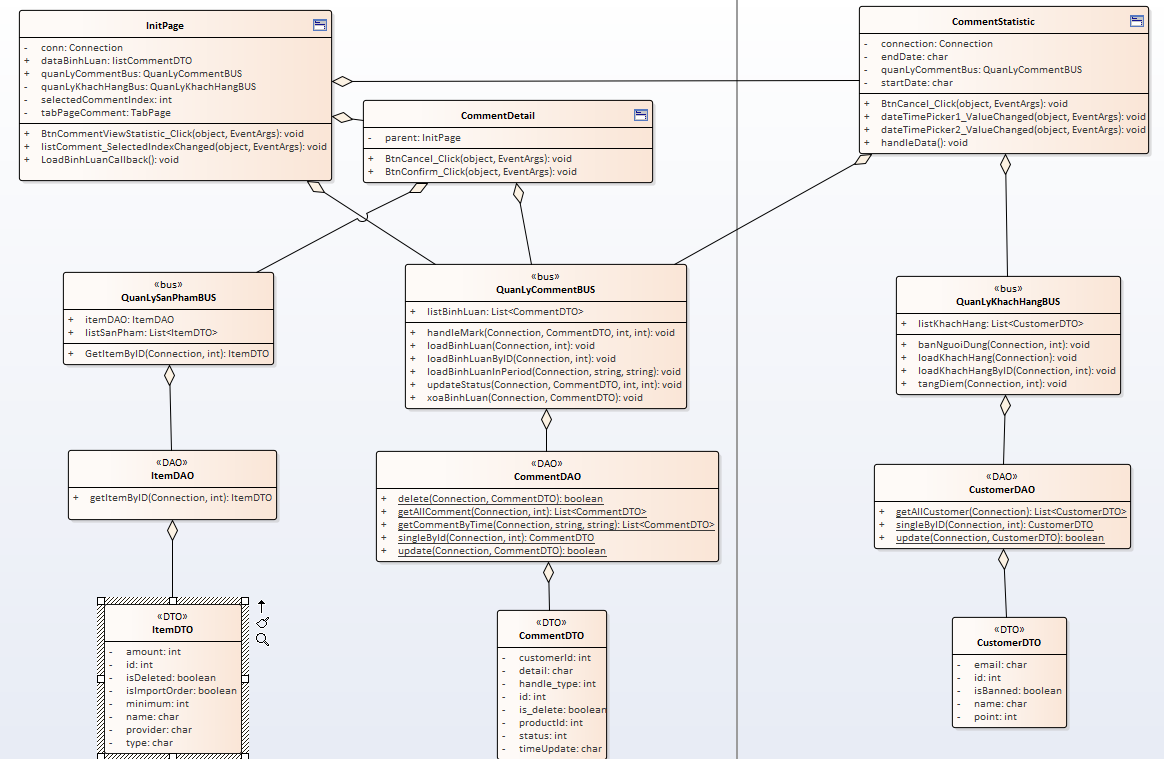 InitPage
- conn: Connection
+ dataBinhLuan: listCommentDTO
+ quanLyCommentBus: QuanLyCommentBUS
- quanLyKhachHangBus: QuanLyKhachHangBUS
- selectedCommentIndex: int
- tabPageComment: TabPage
+ BtnCommentViewStatistic_Click(object, EventArgs): void
+ listComment_SelectedIndexChanged(object, EventArgs): void
+ LoadBinhLuanCallback(): void
CommentDetail
- parent: InitPage
+ BtnCancel_Click(object, EventArgs): void
+ BtnConfirm_Click(object, EventArgs): void
CommentStatistic
- connection: Connection
- endDate: char
- quanLyCommentBus: QuanLyCommentBUS
- startDate: char
+ BtnCancel_Click(object, EventArgs): void
+ dateTimePicker1_ValueChanged(object, EventArgs): void
+ dateTimePicker2_ValueChanged(object, EventArgs): void
+ handleData(): void
«bus»
QuanLySanPhamBUS
+ itemDAO: ItemDAO
+ listSanPham: List<ItemDTO>
+ GetItemByID(Connection, int): ItemDTO
«bus»
QuanLyCommentBUS
+ listBinhLuan: List<CommentDTO>
+ handleMark(Connection, CommentDTO, int, int): void
+ loadBinhLuan(Connection, int): void
+ loadBinhLuanByID(Connection, int): void
+ loadBinhLuanInPeriod(Connection, string, string): void
+ updateStatus(Connection, CommentDTO, int, int): void
+ xoaBinhLuan(Connection, CommentDTO): void
«bus»
QuanLyKhachHangBUS
+ listKhachHang: List<CustomerDTO>
+ banNguoiDung(Connection, int): void
+ loadKhachHang(Connection): void
+ loadKhachHangByID(Connection, int): void
+ tangDiem(Connection, int): void
«DAO»
ItemDAO
+ getItemByID(Connection, int): ItemDTO
«DAO»
CommentDAO
+ delete(Connection, CommentDTO): boolean
+ getAllComment(Connection, int): List<CommentDTO>
+ getCommentByTime(Connection, string, string): List<CommentDTO>
+ singleById(Connection, int): CommentDTO
+ update(Connection, CommentDTO): boolean
«DAO»
CustomerDAO
+ getAllCustomer(Connection): List<CustomerDTO>
+ singleByID(Connection, int): CustomerDTO
+ update(Connection, CustomerDTO): boolean
«DTO»
ItemDTO
- amount: int
- id: int
- isDeleted: boolean
- isImportOrder: boolean
- minimum: int
- name: char
- provider: char
- type: char
«DTO»
CommentDTO
- customerId: int
- detail: char
- handle_type: int
- id: int
- is_delete: boolean
- productId: int
- status: int
- timeUpdate: char
«DTO»
CustomerDTO
- email: char
- id: int
- isBanned: boolean
- name: char
- point: int